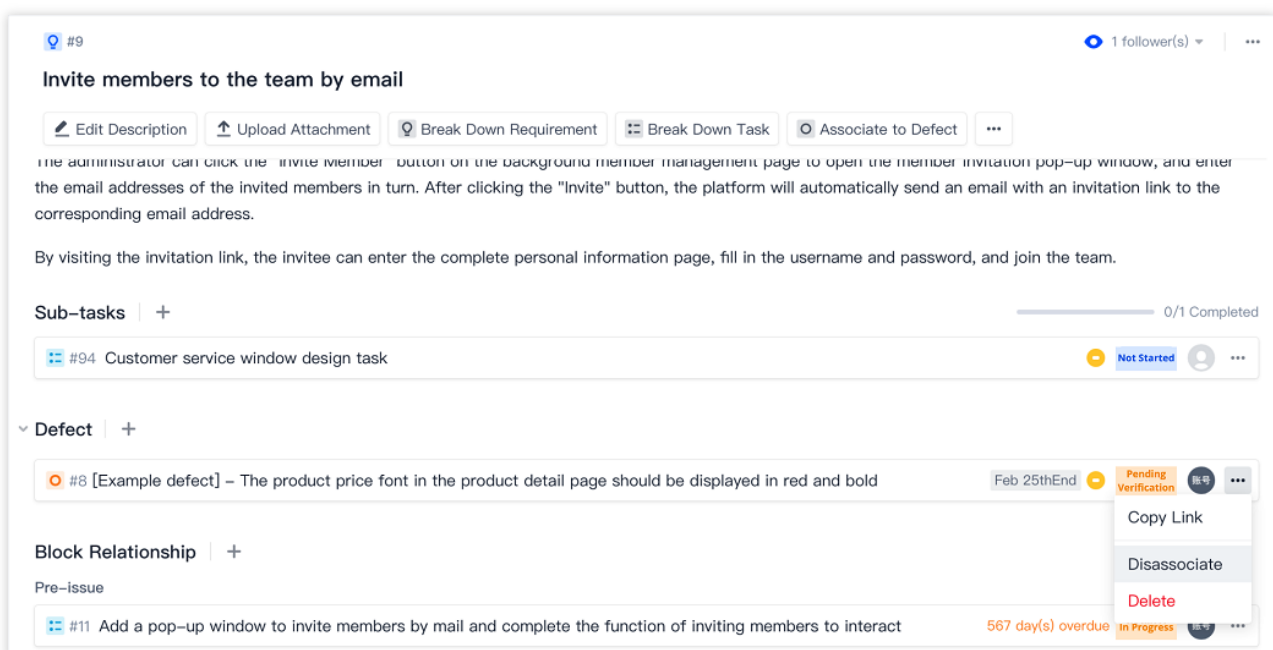 #9
1 follower(s)
Invite members to the team by email
Edit Description
Upload Attachment
Break Down Requirement
Break Down Task
Associate to Defect
The administrator can click the "Invite Member" button on the background member management page to open the member invitation pop-up window, and enter
the email addresses of the invited members in turn. After clicking the "Invite" button, the platform will automatically send an email with an invitation link to the
corresponding email address.
By visiting the invitation link, the invitee can enter the complete personal information page, fill in the username and password, and join the team.
Sub-tasks
0/1 Completed
#94 Customer service window design task
Not Started
Defect
#8 [Example defect] – The product price font in the product detail page should be displayed in red and bold
Feb 25thEnd
Pending
Verification
账号
Copy Link
Disassociate
Delete
Block Relationship
Pre-issue
#11 Add a pop-up window to invite members by mail and complete the function of inviting members to interact
567 day(s) overdue
In Progress
账号